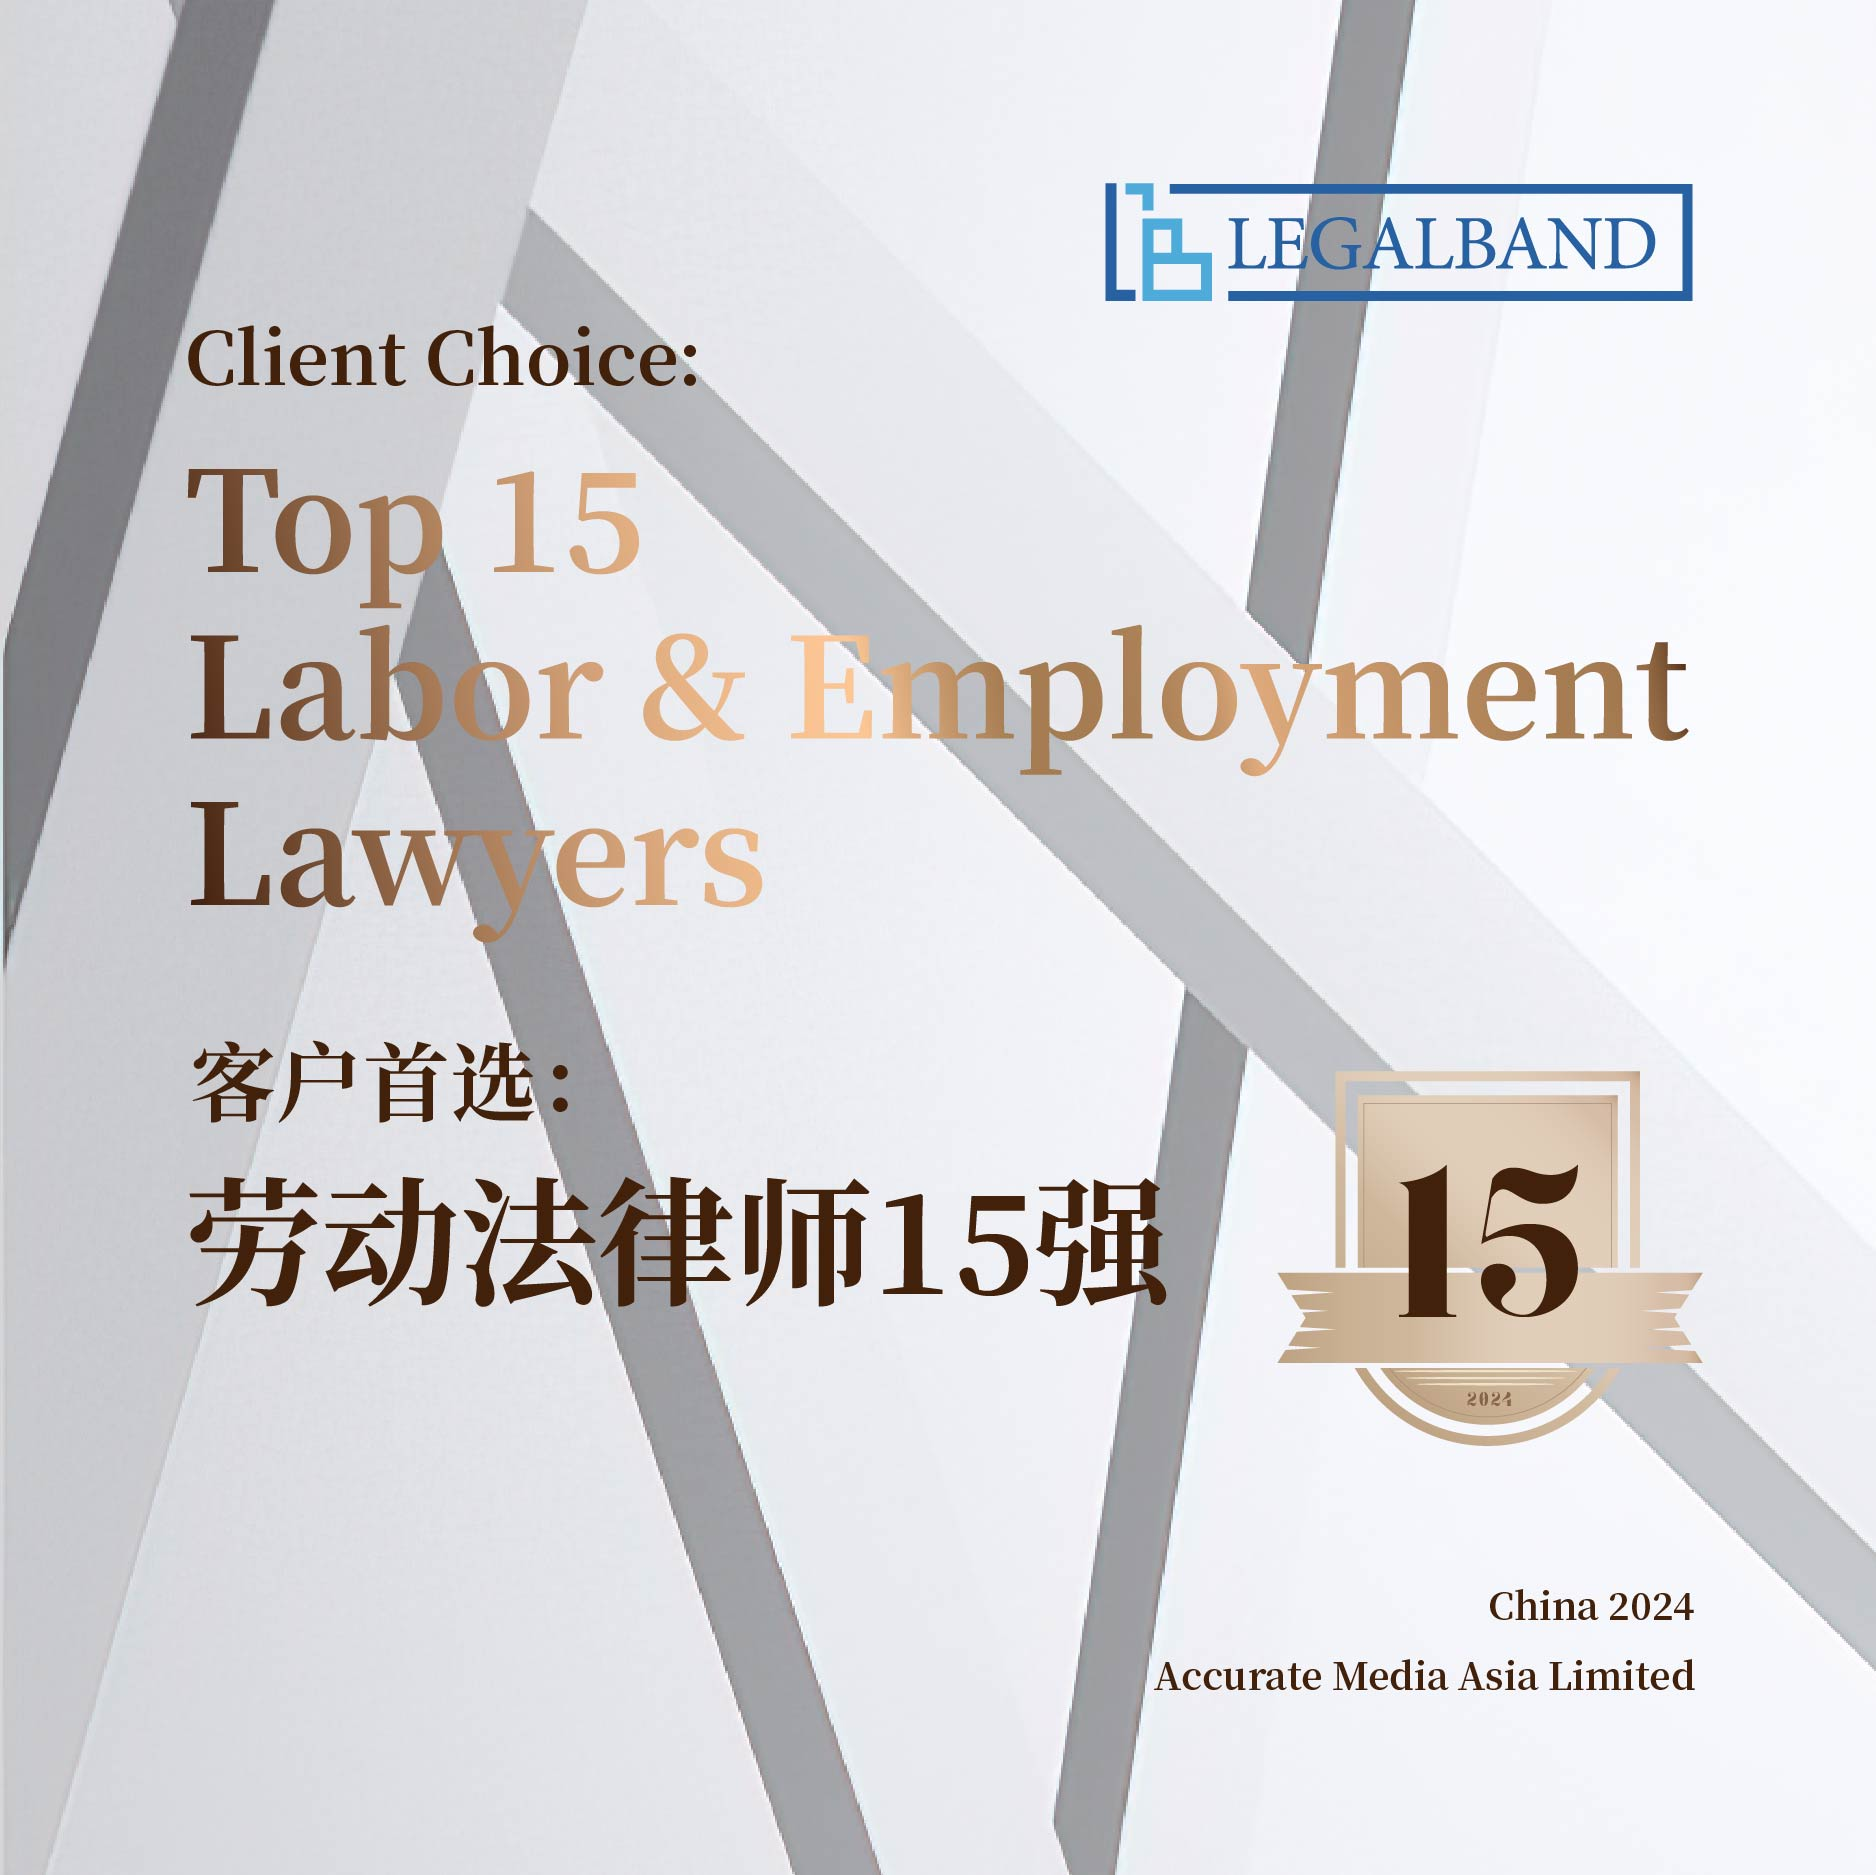 LEGALBAND
Client Choice:
Top 15
Labor & Employment
Lawyers
客户首选：
劳动法律师15强
15
2024
China 2024
Accurate Media Asia Limited